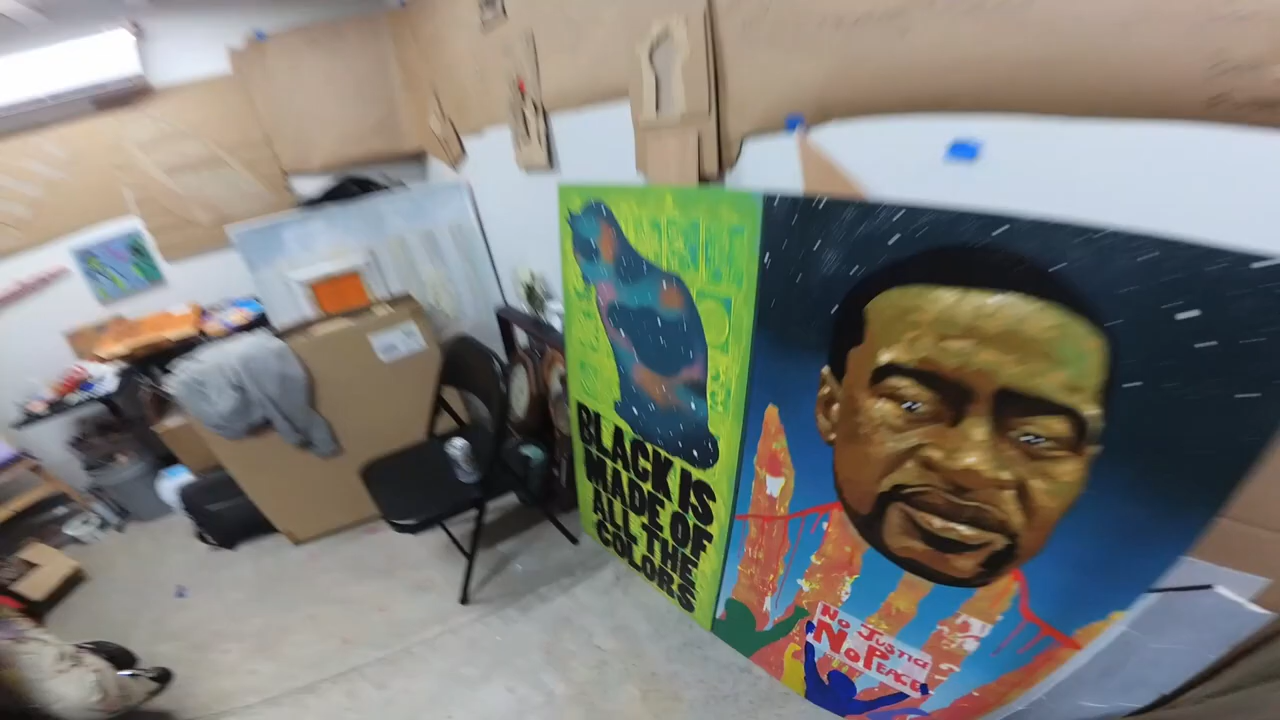 BLACK IS
MADE OF
ALL THE
COLORS
NO JUSTICE
NO PEACE